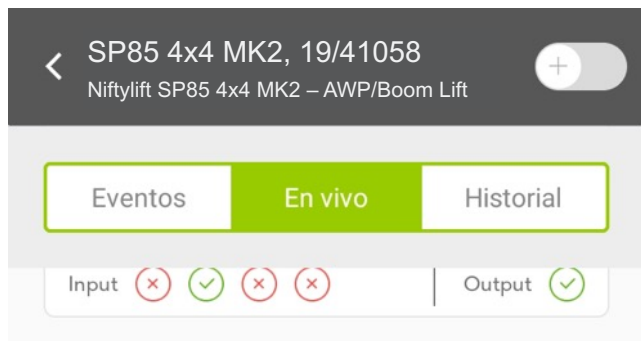 SP85 4x4 MK2, 19/41058
Niftylift SP85 4x4 MK2 – AWP/Boom Lift
Eventos En vivo Historial
Input Output